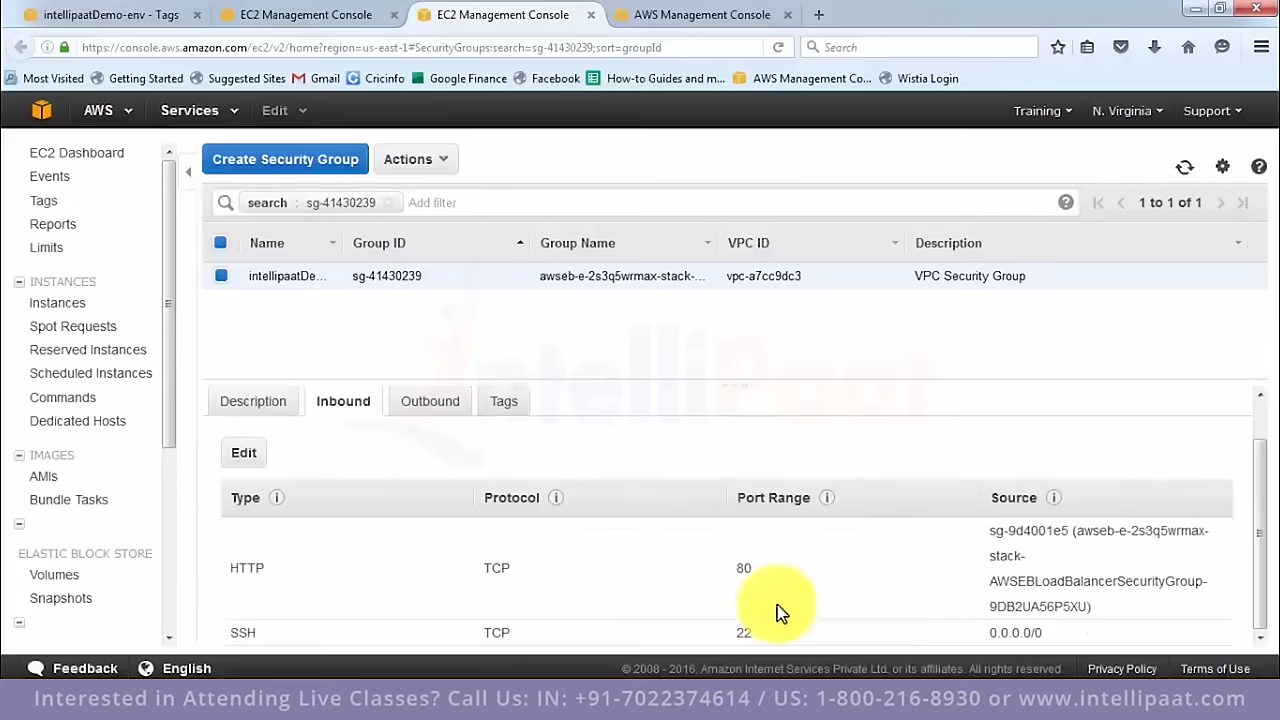 intellipaatDemo-env - Tags
EC2 Management Console
EC2 Management Console
AWS Management Console
https://console.aws.amazon.com/ec2/v2/home?region=us-east-1#SecurityGroups:search=sg-41430239;sort=groupId
Search
Most Visited
Getting Started
Suggested Sites
Gmail
Cricinfo
Google Finance
Facebook
How-to Guides and m...
AWS Management Co...
Wistia Login
AWS
Services
Edit
Training
N. Virginia
Support
EC2 Dashboard
Events
Tags
Reports
Limits
INSTANCES
Instances
Spot Requests
Reserved Instances
Scheduled Instances
Commands
Dedicated Hosts
IMAGES
AMIs
Bundle Tasks
ELASTIC BLOCK STORE
Volumes
Snapshots
Create Security Group
Actions
search : sg-41430239
Add filter
1 to 1 of 1
Name
Group ID
Group Name
VPC ID
Description
intellipaatDe...
sg-41430239
awseb-e-2s3q5wrmax-stack-...
vpc-a7cc9dc3
VPC Security Group
intelliPaat
Description
Inbound
Outbound
Tags
Edit
Type
Protocol
Port Range
Source
HTTP
TCP
80
sg-9d4001e5 (awseb-e-2s3q5wrmax-
stack-
AWSEBLoadBalancerSecurityGroup-
9DB2UA56P5XU)
SSH
TCP
22
0.0.0.0/0
Feedback
English
© 2008 - 2016, Amazon Internet Services Private Ltd. or its affiliates. All rights reserved.
Privacy Policy
Terms of Use
Interested in Attending Live Classes? Call Us: IN: +91-7022374614 / US: 1-800-216-8930 or www.intellipaat.com